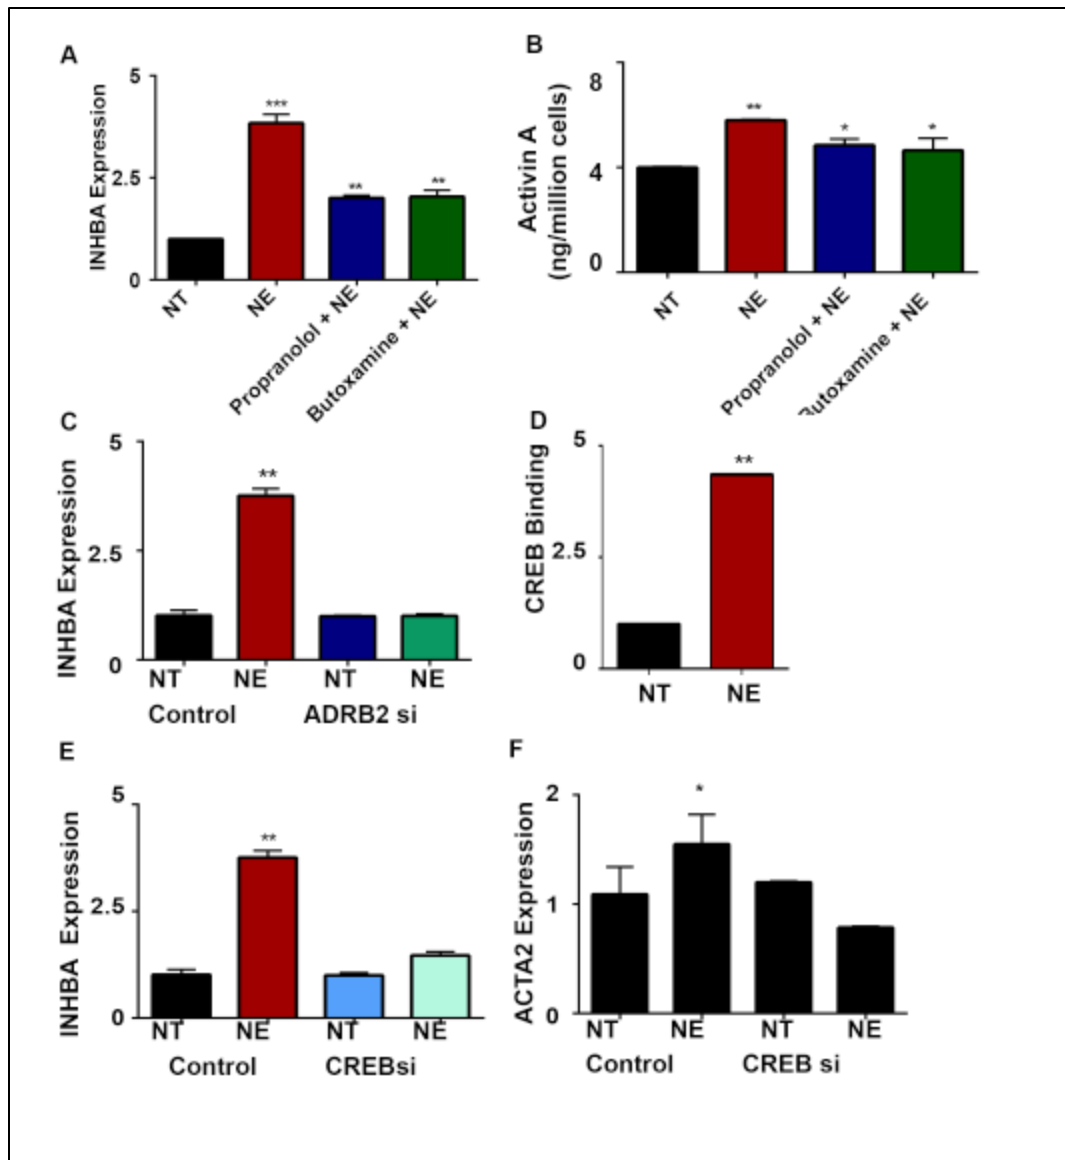 A
INHBA Expression
5
2.5
0
***
**
**
NT
NE
Propranolol + NE
Butoxamine + NE
B
Activin A
(ng/million cells)
8
4
0
**
*
*
NT
NE
Propranolol + NE
Butoxamine + NE
C
INHBA Expression
5
2.5
0
**
NT NE NT NE
Control ADRB2 si
D
CREB Binding
5
2.5
0
**
NT NE
E
INHBA Expression
5
2.5
0
**
NT NE NT NE
Control CREBsi
F
ACTA2 Expression
2
1
0
*
NT NE NT NE
Control CREB si